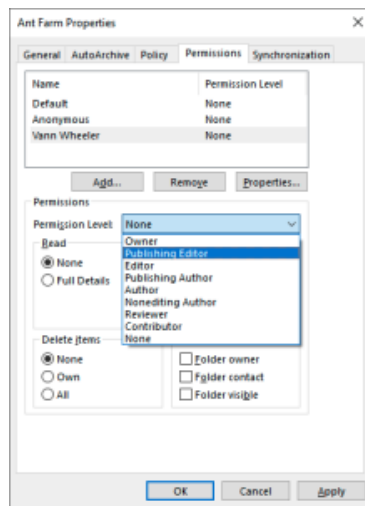 Ant Farm Properties
General AutoArchive Policy Permissions Synchronization
Name Permission Level
Default None
Anonymous None
Vann Wheeler None
Add... Remove Properties...
Permissions
Permission Level: None
Owner
Read Publishing Editor
None Editor
Full Details Publishing Author
Author
Nonediting Author
Reviewer
Contributor
Delete items None
None Folder owner
Own Folder contact
All Folder visible
OK Cancel Apply